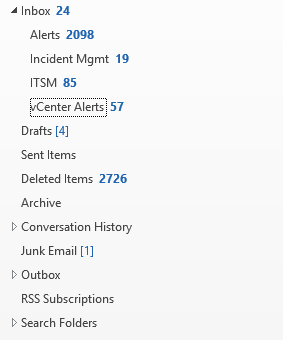 Inbox 24
Alerts 2098
Incident Mgmt 19
ITSM 85
vCenter Alerts 57
Drafts [4]
Sent Items
Deleted Items 2726
Archive
Conversation History
Junk Email [1]
Outbox
RSS Subscriptions
Search Folders